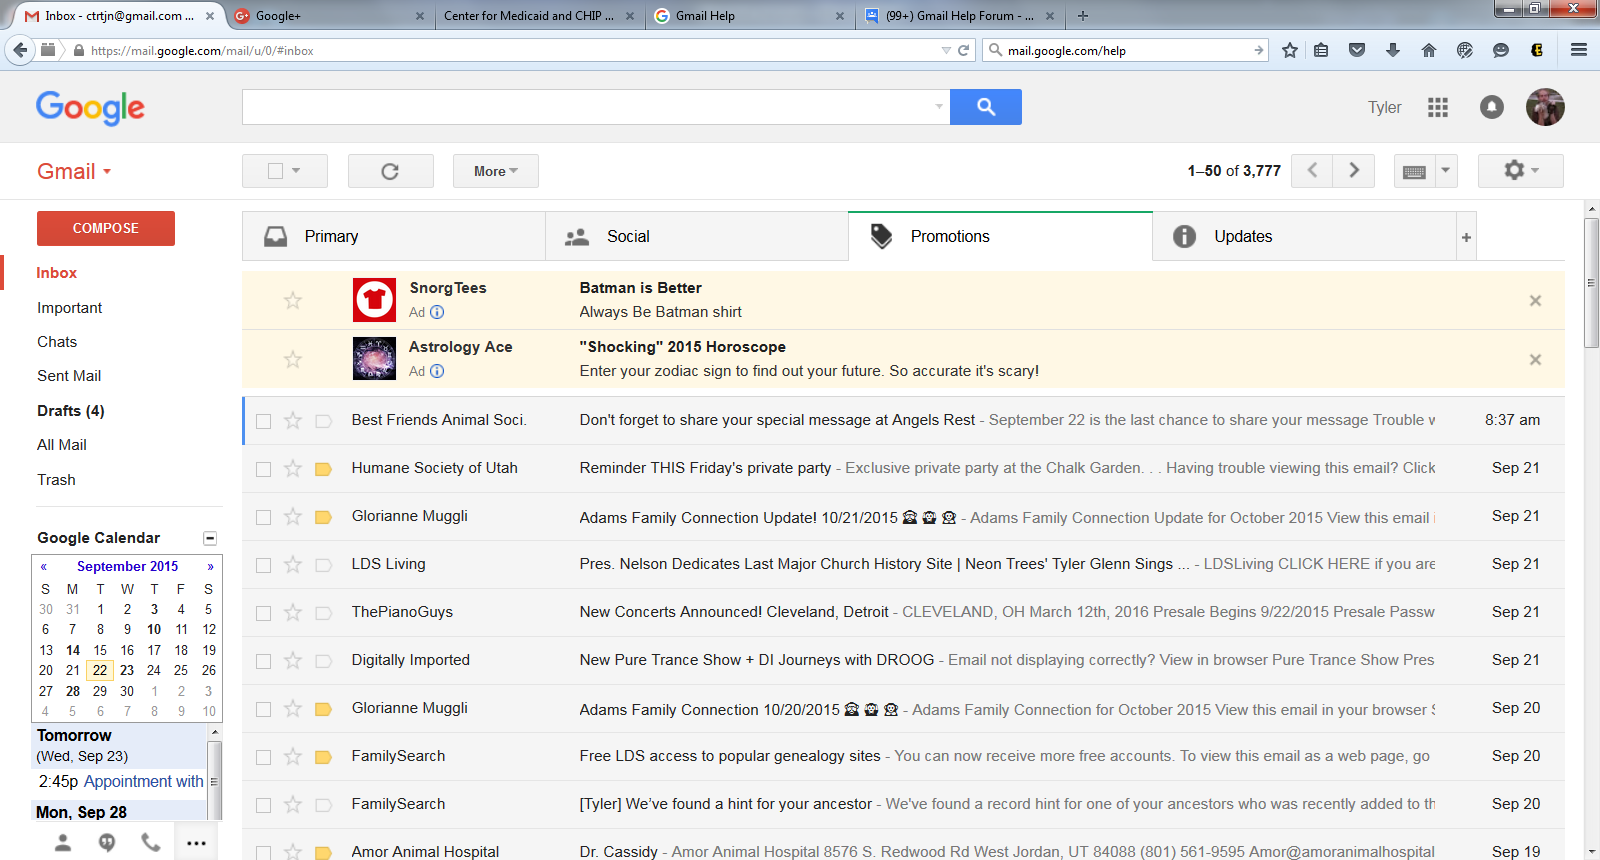 Inbox - ctrtjn@gmail.com ...
Google+
Center for Medicaid and CHIP ...
Gmail Help
(99+) Gmail Help Forum - ...
https://mail.google.com/mail/u/0/#inbox
mail.google.com/help
Google
Tyler
Gmail
More
1–50 of 3,777
COMPOSE
Inbox
Important
Chats
Sent Mail
Drafts (4)
All Mail
Trash
Google Calendar
« September 2015 »
S M T W T F S
30 31 1 2 3 4 5
6 7 8 9 10 11 12
13 14 15 16 17 18 19
20 21 22 23 24 25 26
27 28 29 30 1 2 3
4 5 6 7 8 9 10
Tomorrow
(Wed, Sep 23)
2:45p Appointment with
Mon, Sep 28
Primary
Social
Promotions
Updates
+
SnorgTees Batman is Better
Ad Always Be Batman shirt
Astrology Ace "Shocking" 2015 Horoscope
Ad Enter your zodiac sign to find out your future. So accurate it's scary!
Best Friends Animal Soci. Don't forget to share your special message at Angels Rest - September 22 is the last chance to share your message Trouble w 8:37 am
Humane Society of Utah Reminder THIS Friday's private party - Exclusive private party at the Chalk Garden. . . Having trouble viewing this email? Click Sep 21
Glorianne Muggli Adams Family Connection Update! 10/21/2015 - Adams Family Connection Update for October 2015 View this email i Sep 21
LDS Living Pres. Nelson Dedicates Last Major Church History Site | Neon Trees' Tyler Glenn Sings ... - LDSLiving CLICK HERE if you are Sep 21
ThePianoGuys New Concerts Announced! Cleveland, Detroit - CLEVELAND, OH March 12th, 2016 Presale Begins 9/22/2015 Presale Passw Sep 21
Digitally Imported New Pure Trance Show + DI Journeys with DROOG - Email not displaying correctly? View in browser Pure Trance Show Pres Sep 21
Glorianne Muggli Adams Family Connection 10/20/2015 - Adams Family Connection for October 2015 View this email in your browser S Sep 20
FamilySearch Free LDS access to popular genealogy sites - You can now receive more free accounts. To view this email as a web page, go Sep 20
FamilySearch [Tyler] We've found a hint for your ancestor - We've found a record hint for one of your ancestors who was recently added to th Sep 20
Amor Animal Hospital Dr. Cassidy - Amor Animal Hospital 8576 S. Redwood Rd West Jordan, UT 84088 (801) 561-9595 Amor@amoranimalhospital Sep 19